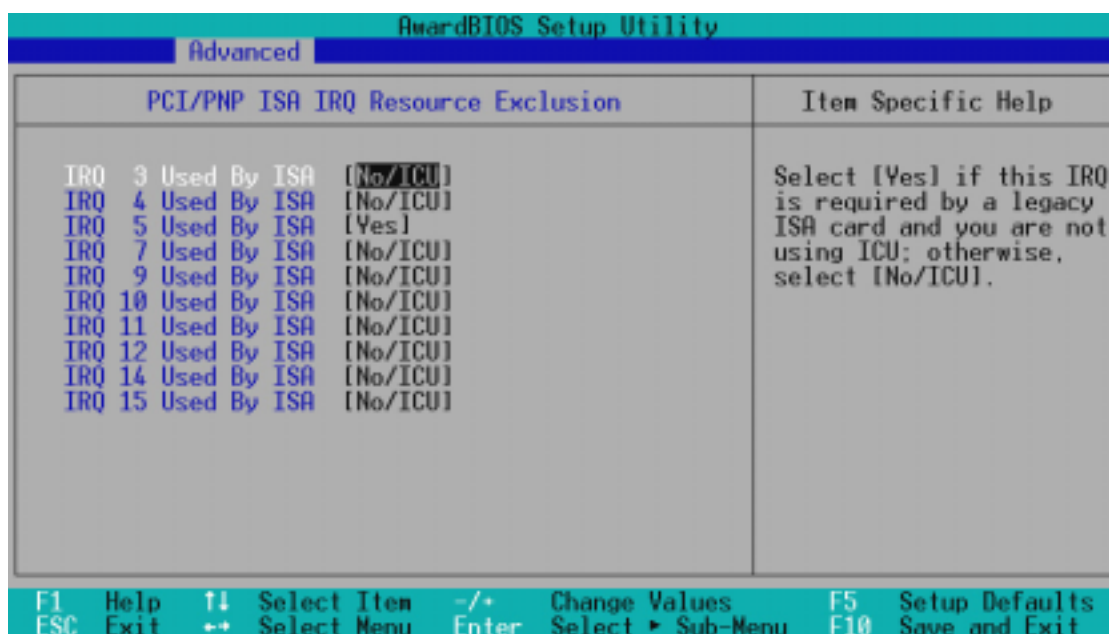 AwardBIOS Setup Utility
Advanced
PCI/PNP ISA IRQ Resource Exclusion
Item Specific Help
IRQ 3 Used By ISA [No/ICU]
IRQ 4 Used By ISA [No/ICU]
IRQ 5 Used By ISA [Yes]
IRQ 7 Used By ISA [No/ICU]
IRQ 9 Used By ISA [No/ICU]
IRQ 10 Used By ISA [No/ICU]
IRQ 11 Used By ISA [No/ICU]
IRQ 12 Used By ISA [No/ICU]
IRQ 14 Used By ISA [No/ICU]
IRQ 15 Used By ISA [No/ICU]
Select [Yes] if this IRQ
is required by a legacy
ISA card and you are not
using ICU; otherwise,
select [No/ICU].
F1 Help ↑↓ Select Item -/+ Change Values F5 Setup Defaults
ESC Exit ←→ Select Menu Enter Select ► Sub-Menu F10 Save and Exit